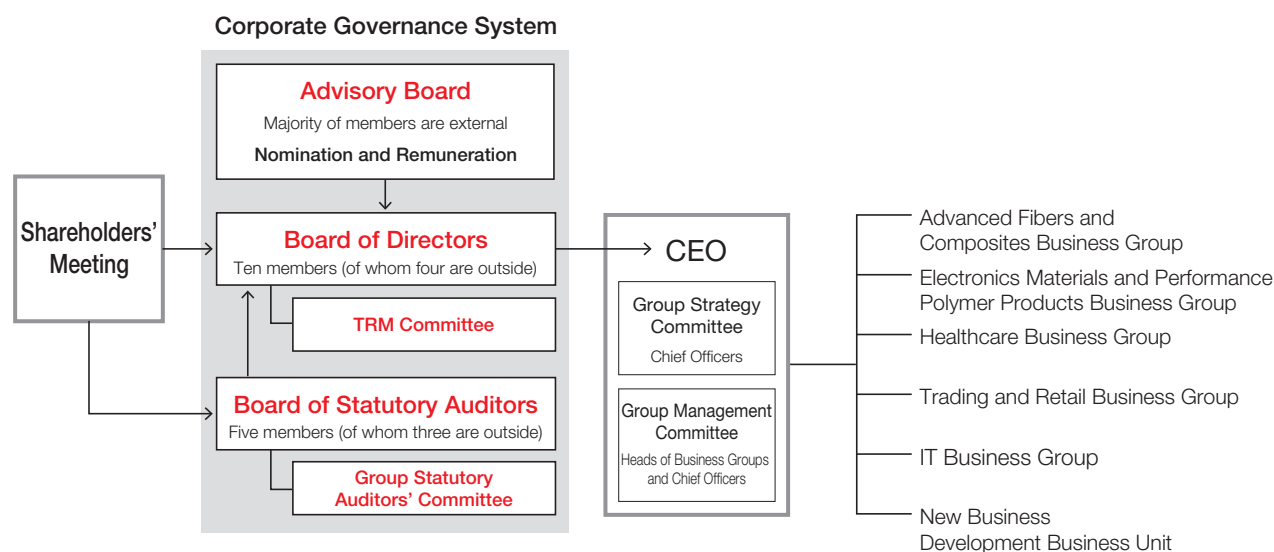 Corporate Governance System
Advisory Board
Majority of members are external
Nomination and Remuneration
Shareholders’
Meeting
Board of Directors
Ten members (of whom four are outside)
TRM Committee
Board of Statutory Auditors
Five members (of whom three are outside)
Group Statutory
Auditors’ Committee
CEO
Group Strategy
Committee
Chief Officers
Group Management
Committee
Heads of Business Groups
and Chief Officers
Advanced Fibers and
Composites Business Group
Electronics Materials and Performance
Polymer Products Business Group
Healthcare Business Group
Trading and Retail Business Group
IT Business Group
New Business
Development Business Unit